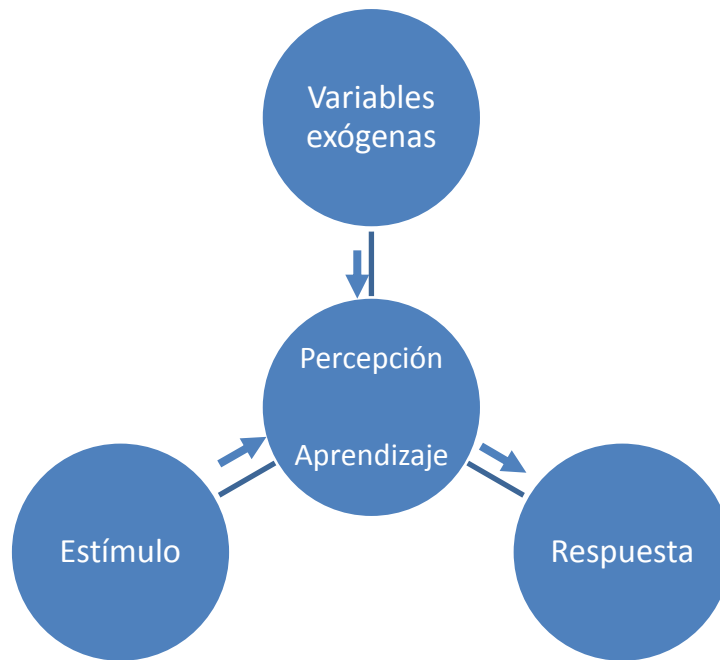 Variables
exógenas
Percepción
Aprendizaje
Estímulo
Respuesta